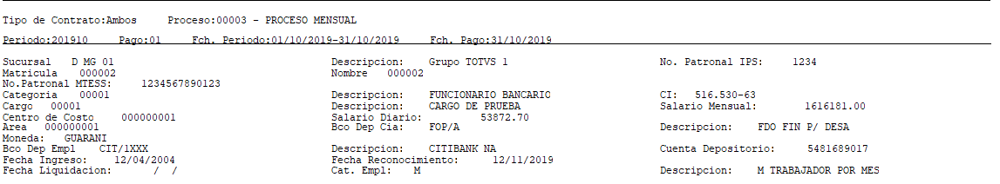 Tipo de Contrato:Ambos Proceso:00003 - PROCESO MENSUAL
Periodo:201910 Pago:01 Fch. Periodo:01/10/2019-31/10/2019 Fch. Pago:31/10/2019
Sucursal D MG 01 Descripcion: Grupo TOTVS 1 No. Patronal IPS: 1234
Matricula 000002 Nombre 000002
No.Patronal MTESS: 1234567890123
Categoria 00001 Descripcion: FUNCIONARIO BANCARIO CI: 516.530-63
Cargo 00001 Descripcion: CARGO DE PRUEBA Salario Mensual: 1616181.00
Centro de Costo 000000001 Salario Diario: 53872.70
Area 000000001 Bco Dep Cia: FOP/A Descripcion: FDO FIN P/ DESA
Moneda: GUARANI
Bco Dep Empl CIT/1XXX Descripcion: CITIBANK NA Cuenta Depositorio: 5481689017
Fecha Ingreso: 12/04/2004 Fecha Reconocimiento: 12/11/2019
Fecha Liquidacion: / / Cat. Empl: M Descripcion: M TRABAJADOR POR MES